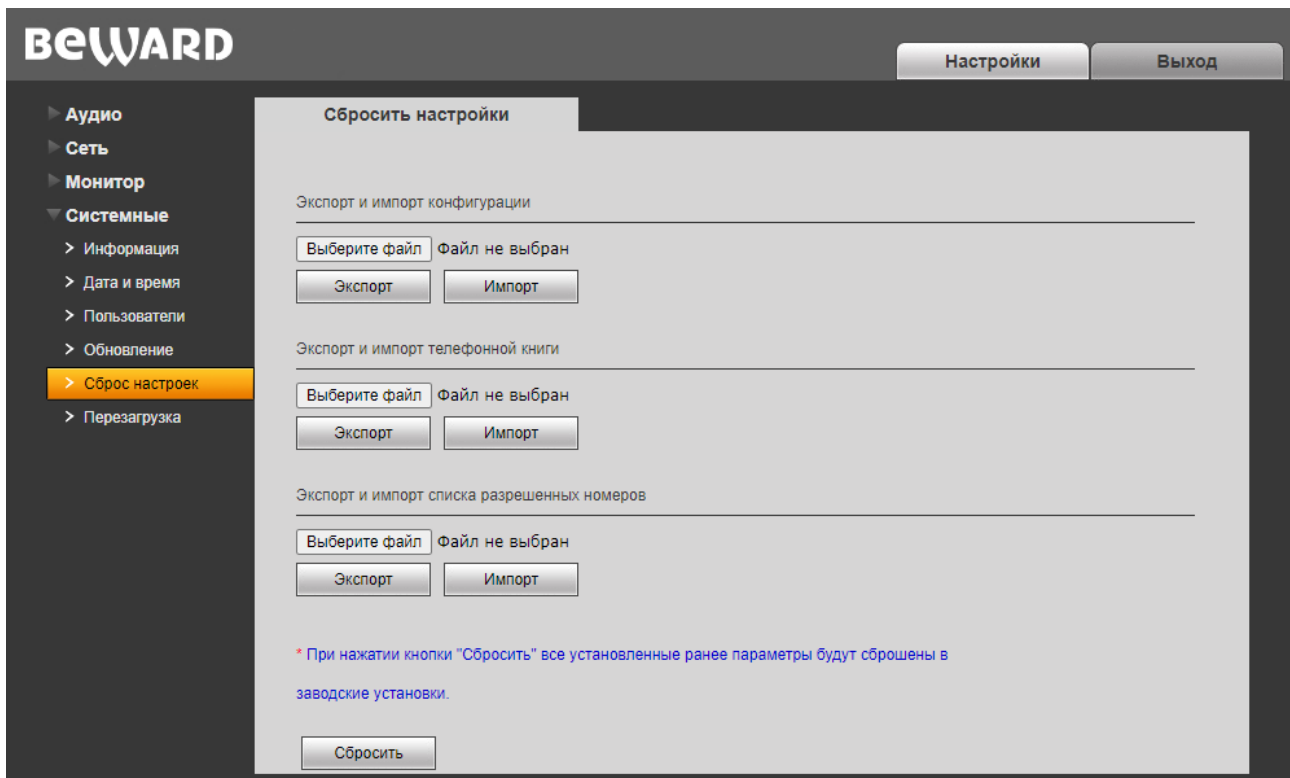 BEWARD
Настройки
Выход
Аудио
Сеть
Монитор
Системные
Информация
Дата и время
Пользователи
Обновление
Сброс настроек
Перезагрузка
Сбросить настройки
Экспорт и импорт конфигурации
Выберите файл Файл не выбран
Экспорт Импорт
Экспорт и импорт телефонной книги
Выберите файл Файл не выбран
Экспорт Импорт
Экспорт и импорт списка разрешенных номеров
Выберите файл Файл не выбран
Экспорт Импорт
* При нажатии кнопки "Сбросить" все установленные ранее параметры будут сброшены в
заводские установки.
Сбросить